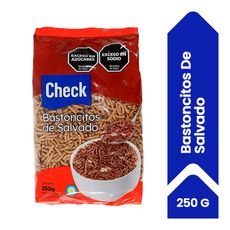 EXCESO EN
AZÚCARES
EXCESO EN
SODIO
Check
Bastoncitos
de Salvado
250g
Bastoncitos De
Salvado
250 G